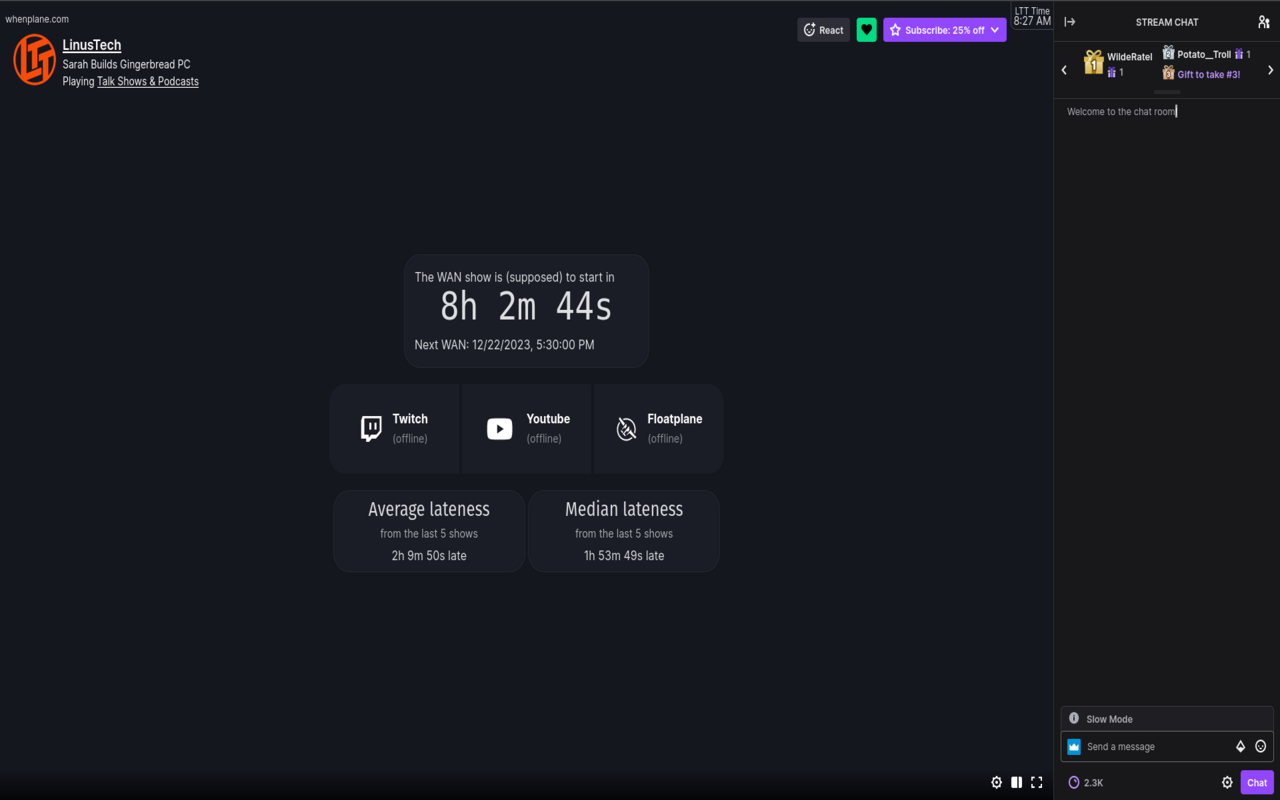 whenplane.com
LinusTech
Sarah Builds Gingerbread PC
Playing Talk Shows & Podcasts
React
Subscribe: 25% off
LTT Time
8:27 AM
STREAM CHAT
1
WildeRatel
1
Potato__Troll 1
Gift to take #3!
Welcome to the chat room
The WAN show is (supposed) to start in
8h 2m 44s
Next WAN: 12/22/2023, 5:30:00 PM
Twitch
(offline)
Youtube
(offline)
Floatplane
(offline)
Average lateness
from the last 5 shows
2h 9m 50s late
Median lateness
from the last 5 shows
1h 53m 49s late
Slow Mode
Send a message
2.3K
Chat